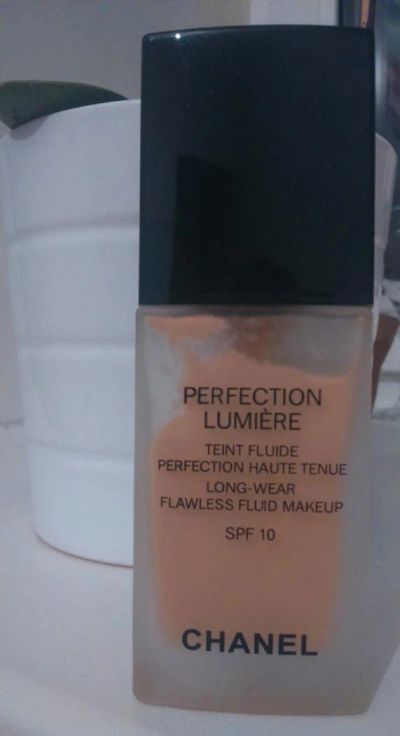 PERFECTION
LUMIÈRE
TEINT FLUIDE
PERFECTION HAUTE TENUE
LONG-WEAR
FLAWLESS FLUID MAKEUP
SPF 10
CHANEL